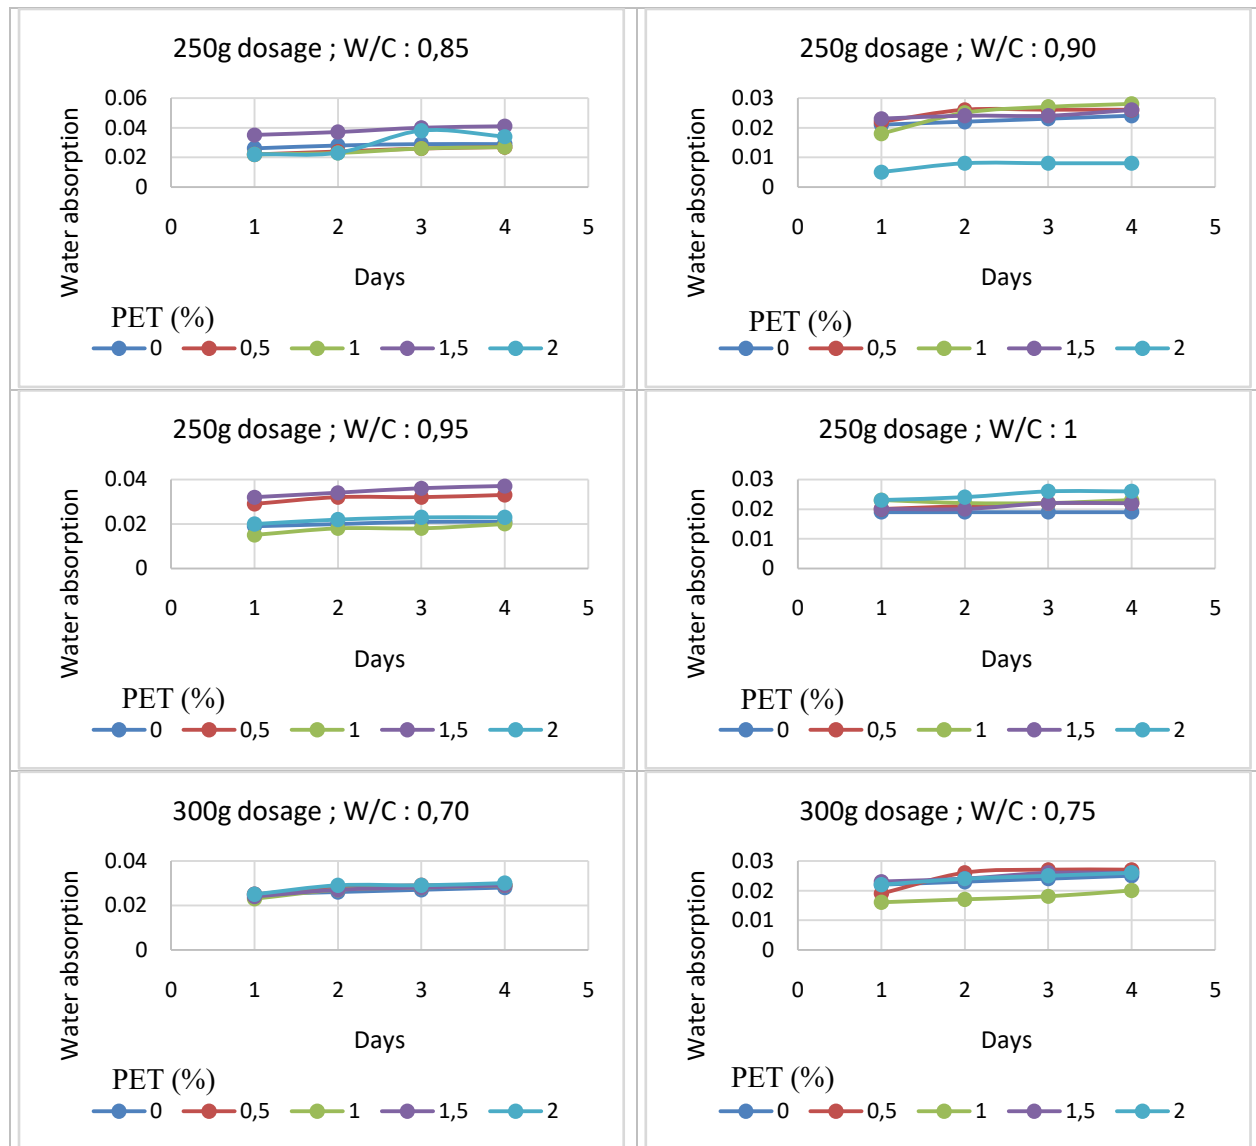 250g dosage ; W/C : 0,85
Water absorption
0.06
0.04
0.02
0
0 1 2 3 4 5
Days
PET (%)
0 0,5 1 1,5 2
250g dosage ; W/C : 0,90
Water absorption
0.03
0.02
0.01
0
0 1 2 3 4 5
Days
PET (%)
0 0,5 1 1,5 2
250g dosage ; W/C : 0,95
Water absorption
0.04
0.02
0
0 1 2 3 4 5
Days
PET (%)
0 0,5 1 1,5 2
250g dosage ; W/C : 1
Water absorption
0.03
0.02
0.01
0
0 1 2 3 4 5
Days
PET (%)
0 0,5 1 1,5 2
300g dosage ; W/C : 0,70
Water absorption
0.04
0.02
0
0 1 2 3 4 5
Days
PET (%)
0 0,5 1 1,5 2
300g dosage ; W/C : 0,75
Water absorption
0.03
0.02
0.01
0
0 1 2 3 4 5
Days
PET (%)
0 0,5 1 1,5 2